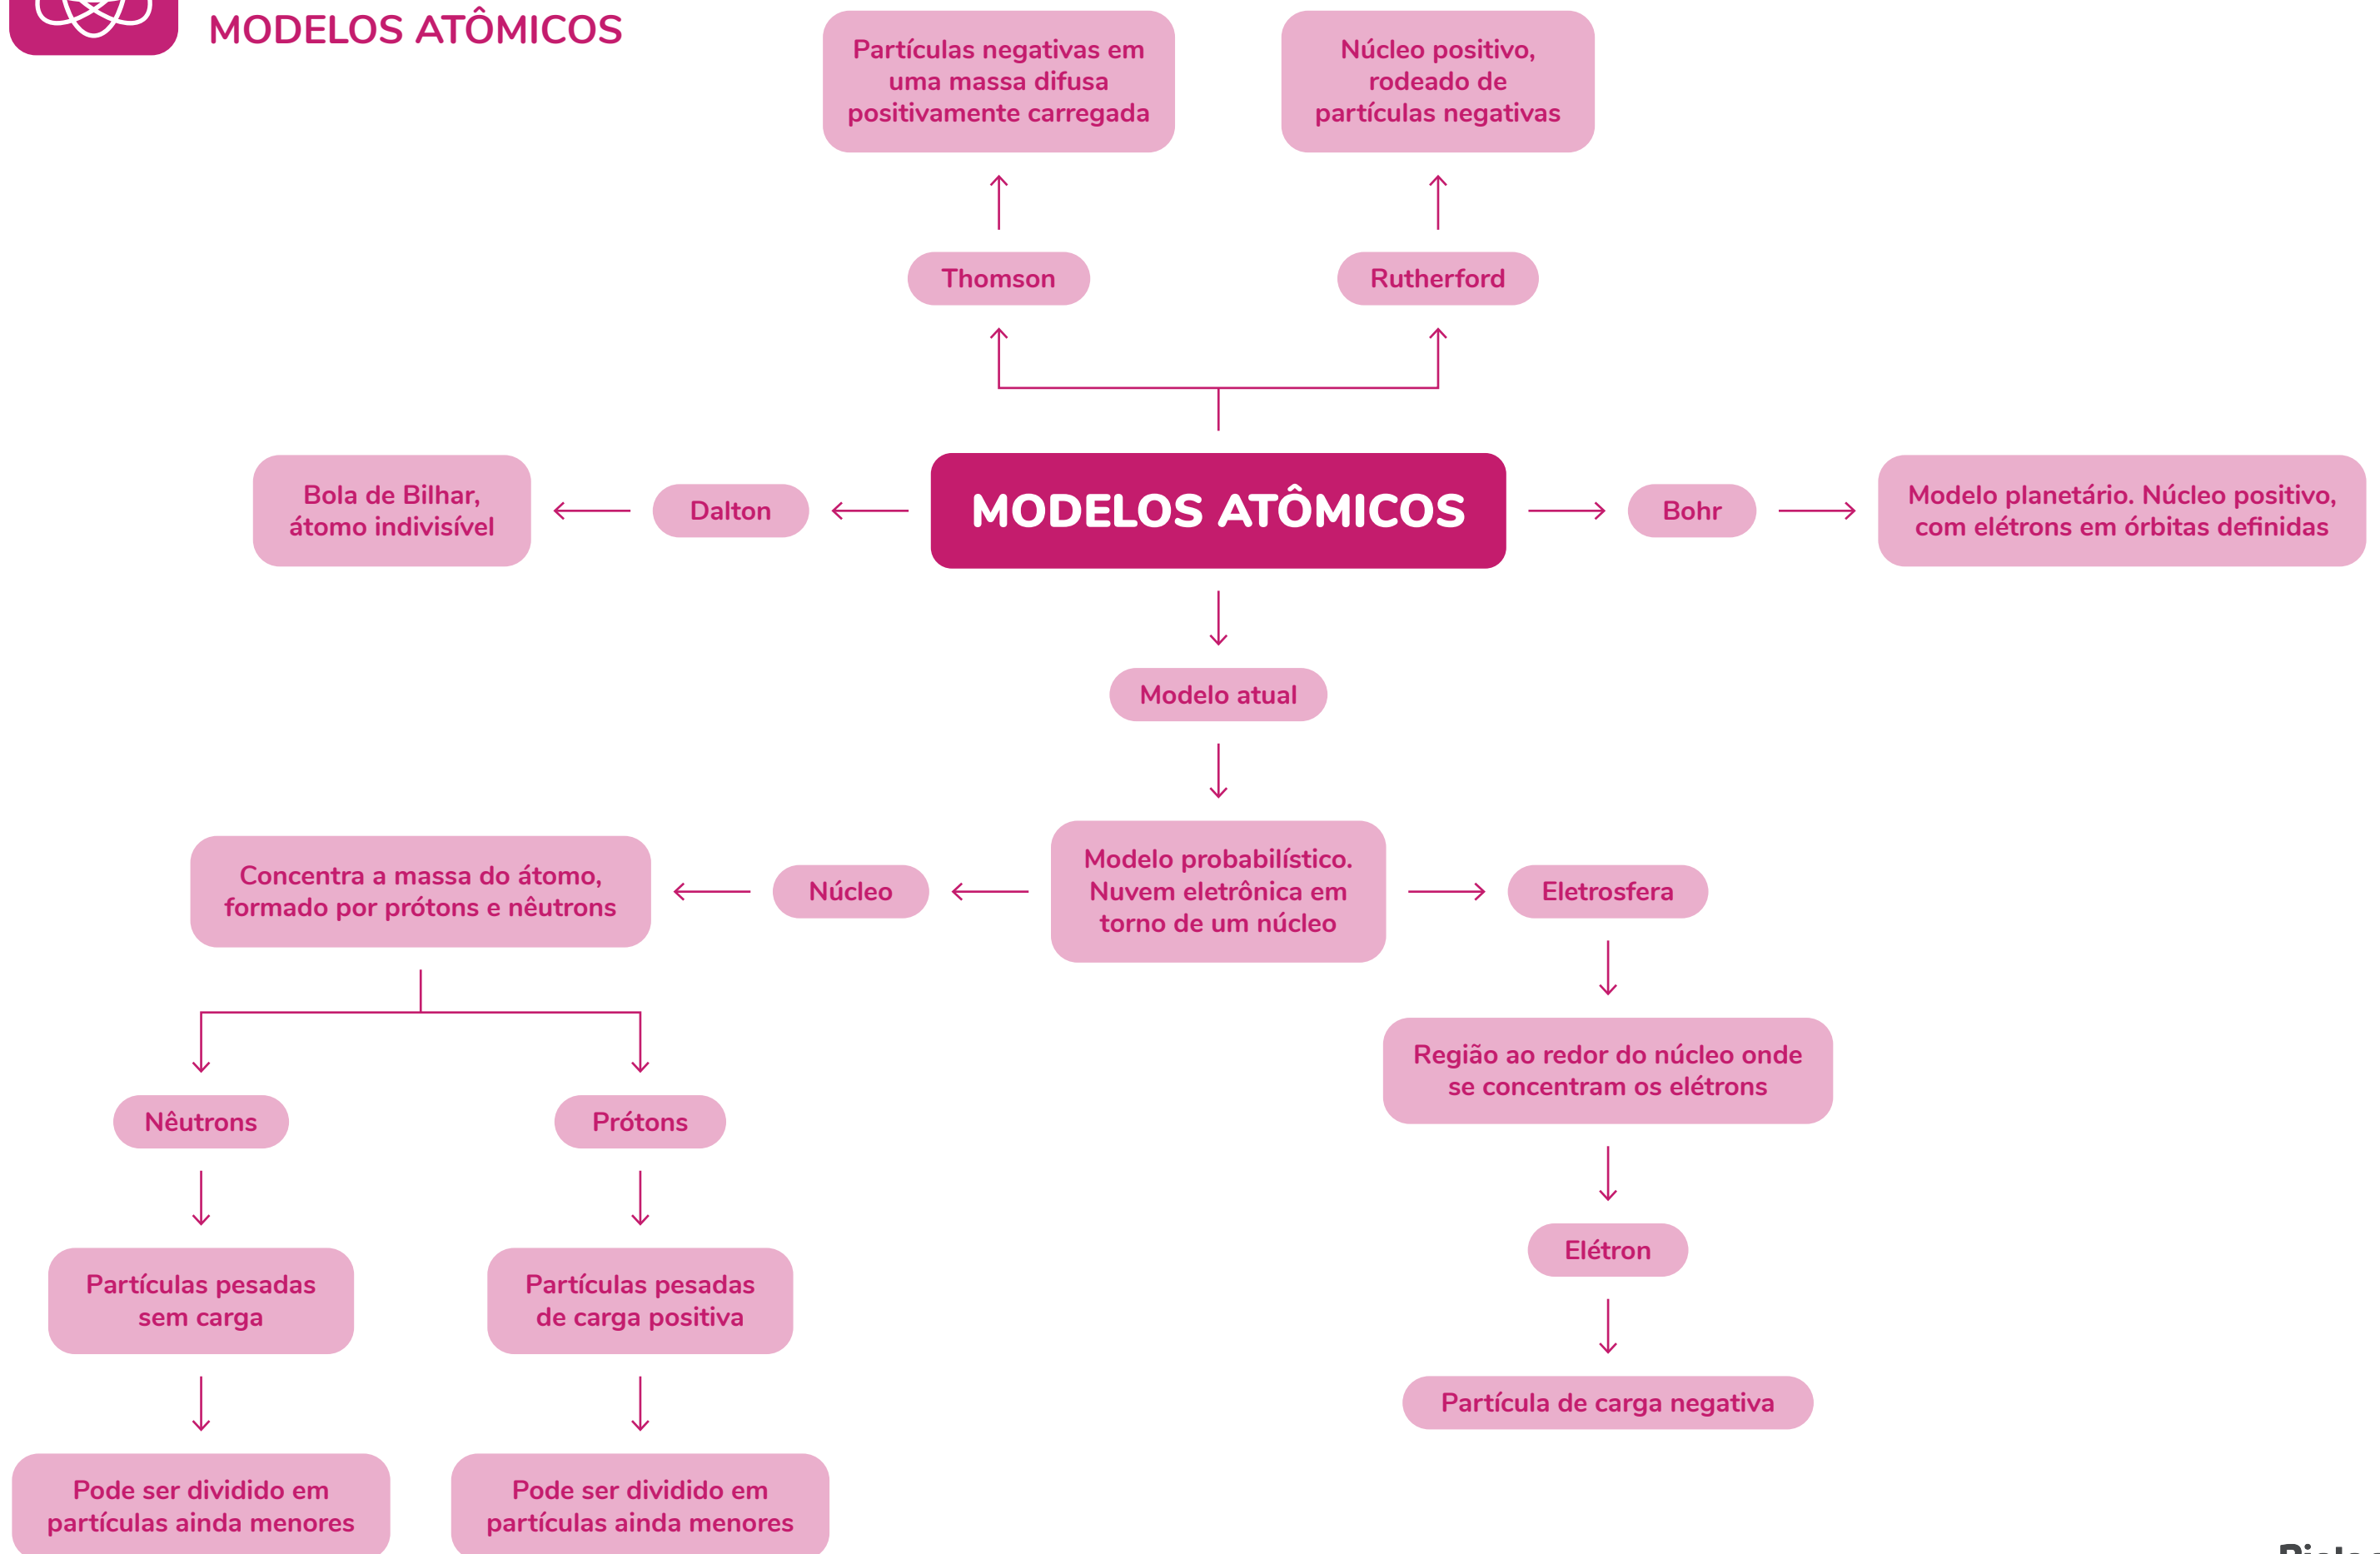 MODELOS ATÔMICOS
Partículas negativas em
uma massa difusa
positivamente carregada
Núcleo positivo,
rodeado de
partículas negativas
Thomson
Rutherford
Bola de Bilhar,
átomo indivisível
Dalton
MODELOS ATÔMICOS
Bohr
Modelo planetário. Núcleo positivo,
com elétrons em órbitas definidas
Modelo atual
Concentra a massa do átomo,
formado por prótons e nêutrons
Núcleo
Modelo probabilístico.
Nuvem eletrônica em
torno de um núcleo
Eletrosfera
Região ao redor do núcleo onde
se concentram os elétrons
Nêutrons
Prótons
Elétron
Partículas pesadas
sem carga
Partículas pesadas
de carga positiva
Partícula de carga negativa
Pode ser dividido em
partículas ainda menores
Pode ser dividido em
partículas ainda menores